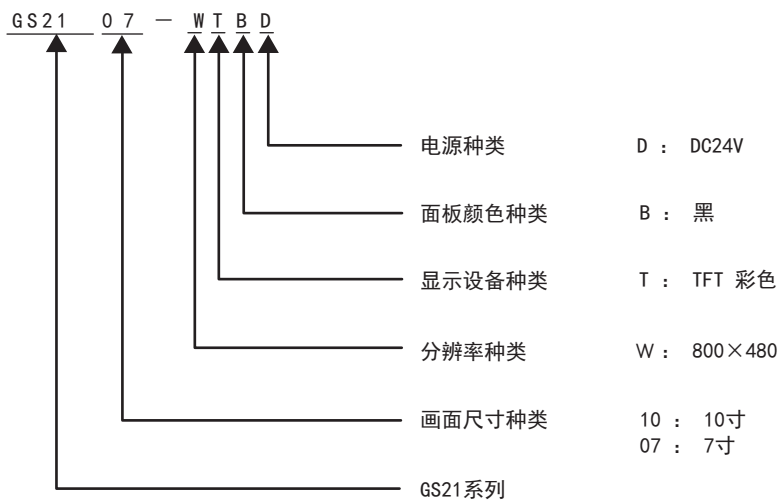 GS21 07 － WTBD
电源种类 D ： DC24V
面板颜色种类 B ： 黑
显示设备种类 T ： TFT 彩色
分辨率种类 W ： 800×480
画面尺寸种类 10 ： 10寸
07 ： 7寸
GS21系列